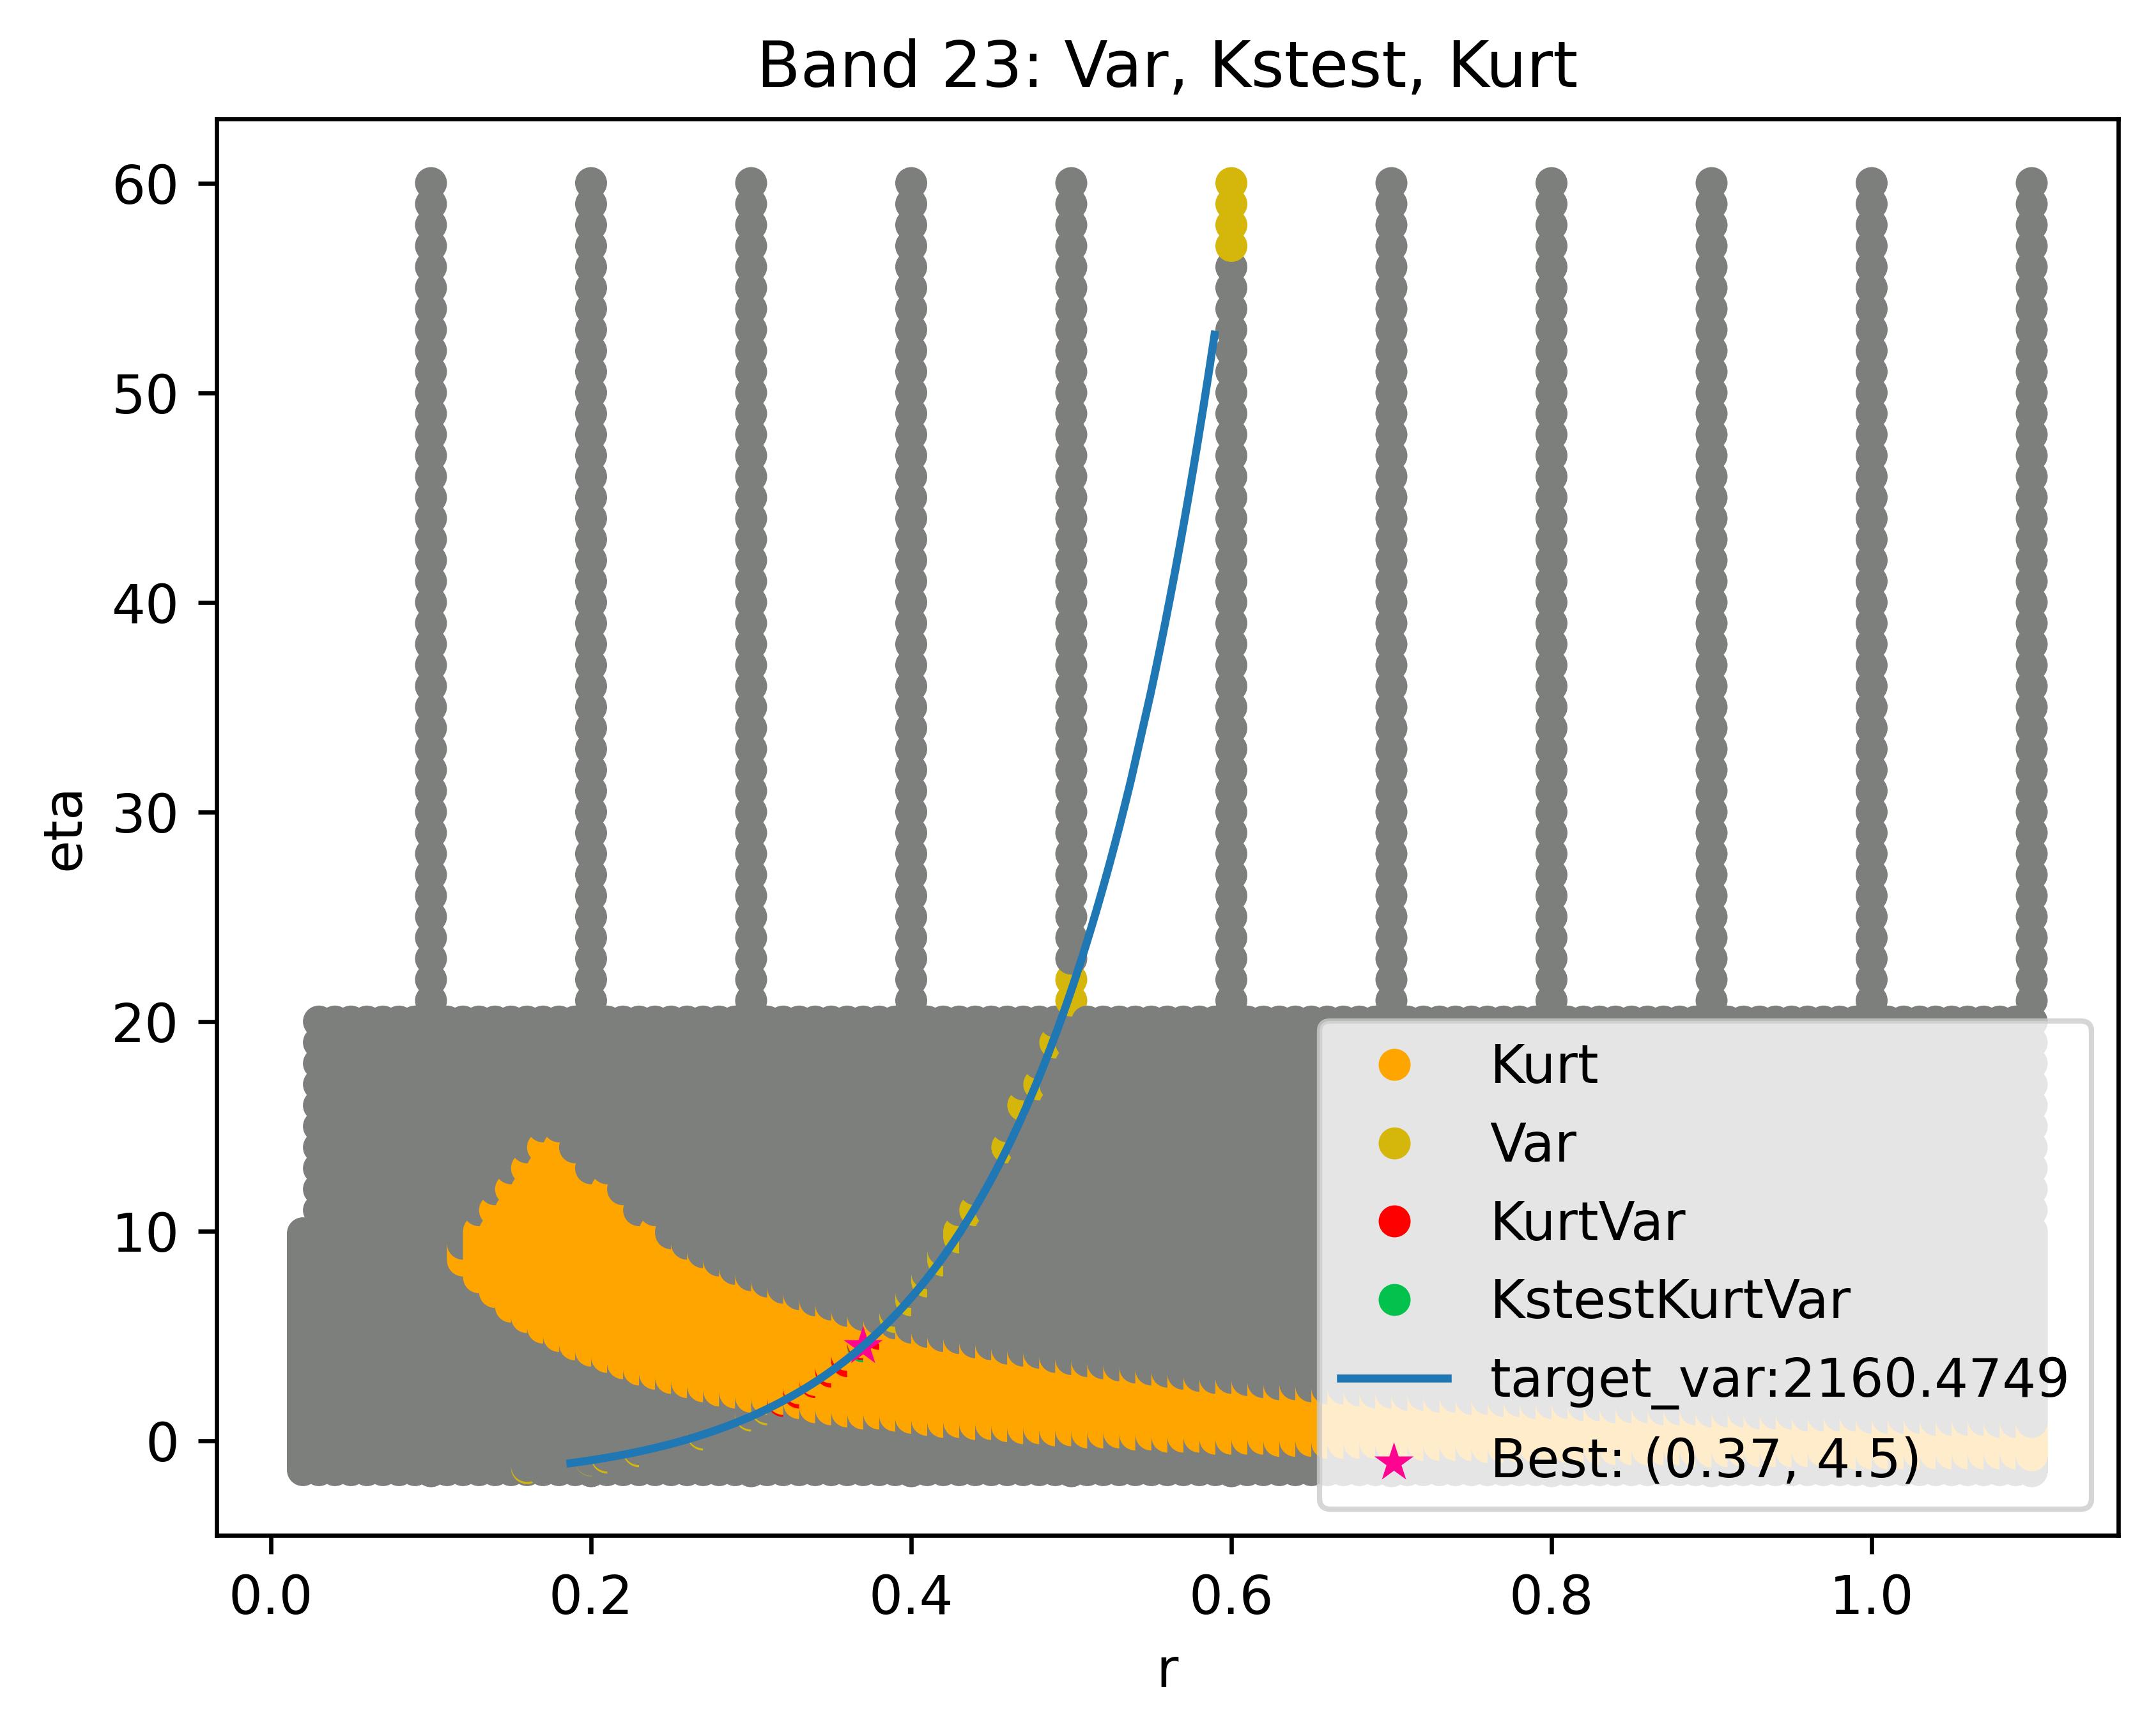 Band 23: Var, Kstest, Kurt
60
50
40
30
20
10
0
eta
Kurt
Var
KurtVar
KstestKurtVar
target_var:2160.4749
Best: (0.37, 4.5)
0.0 0.2 0.4 0.6 0.8 1.0
r